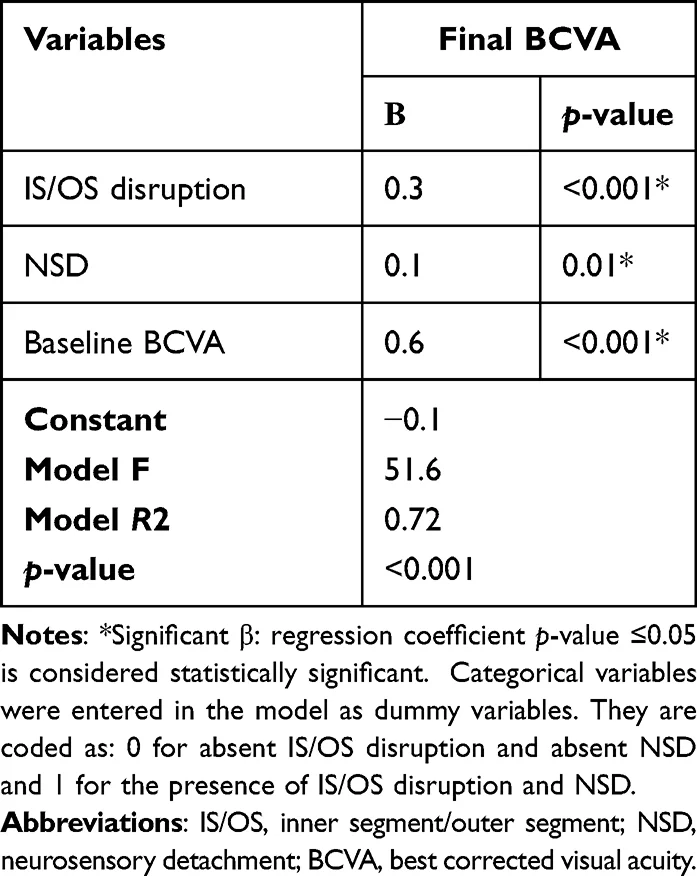 Variables Final BCVA
B p-value
IS/OS disruption 0.3 <0.001*
NSD 0.1 0.01*
Baseline BCVA 0.6 <0.001*
Constant −0.1
Model F 51.6
Model R2 0.72
p-value <0.001
Notes: *Significant β: regression coefficient p-value ≤0.05
is considered statistically significant. Categorical variables
were entered in the model as dummy variables. They are
coded as: 0 for absent IS/OS disruption and absent NSD
and 1 for the presence of IS/OS disruption and NSD.
Abbreviations: IS/OS, inner segment/outer segment; NSD,
neurosensory detachment; BCVA, best corrected visual acuity.